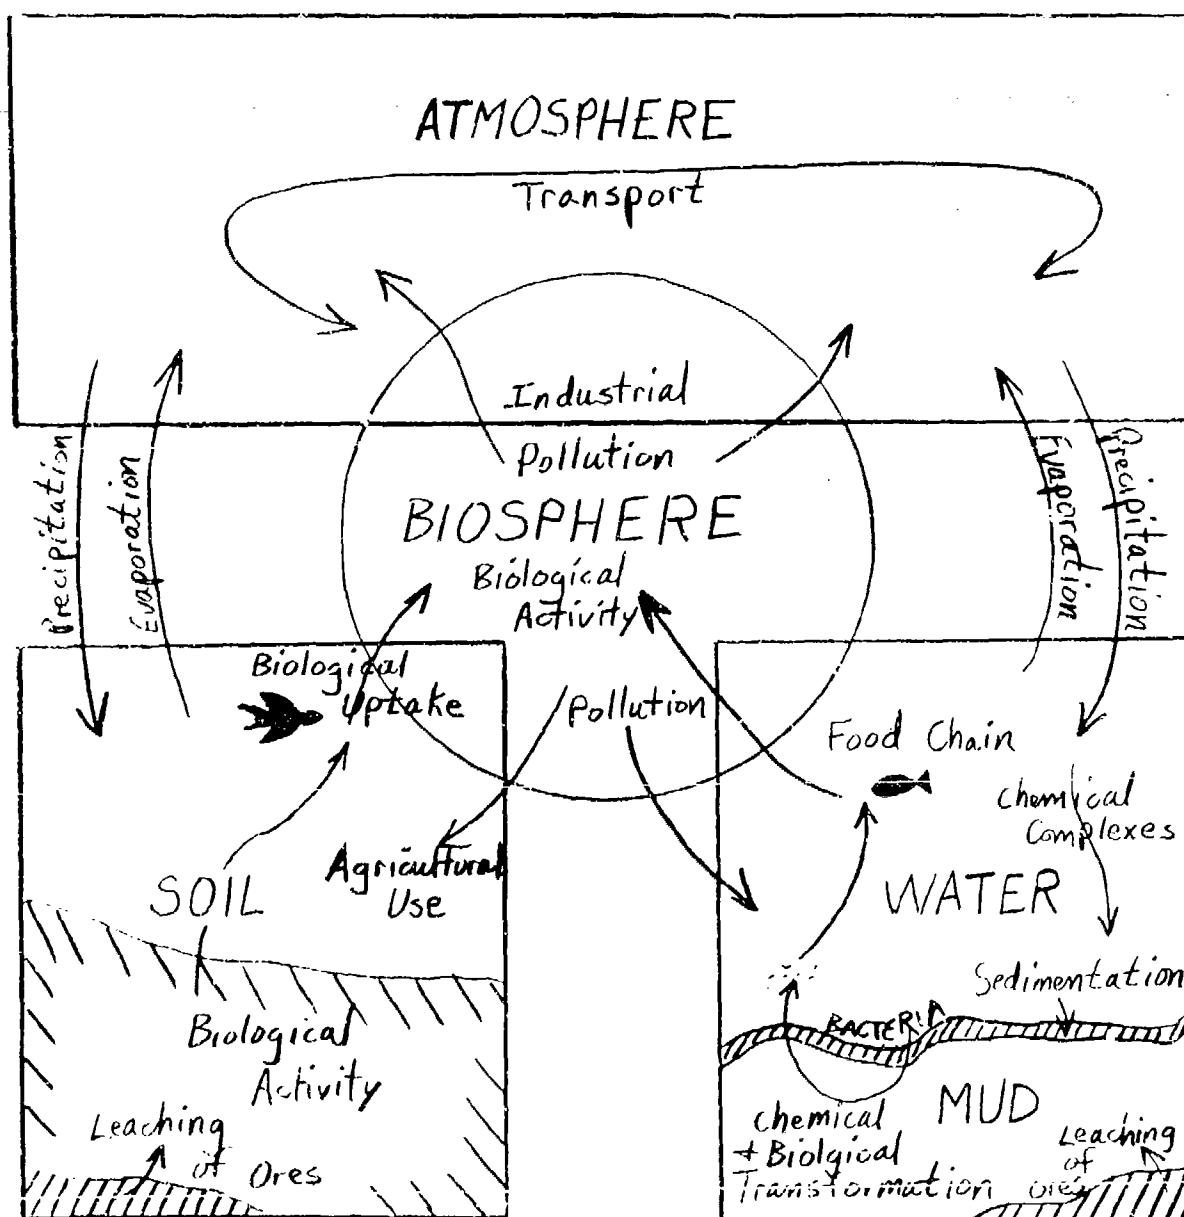 ATMOSPHERE
Transport
Industrial
Pollution
BIOSPHERE
Biological
Activity
Precipitation
Evaporation
Evaporation
Precipitation
Biological
Uptake
Pollution
Agricultural
Use
SOIL
Biological
Activity
Leaching
of Ores
Food Chain
Chemical
Complexes
WATER
Sedimentation
BACTERIA
MUD
Chemical
+ Biolgical
Transformation
Leaching
of
Ores